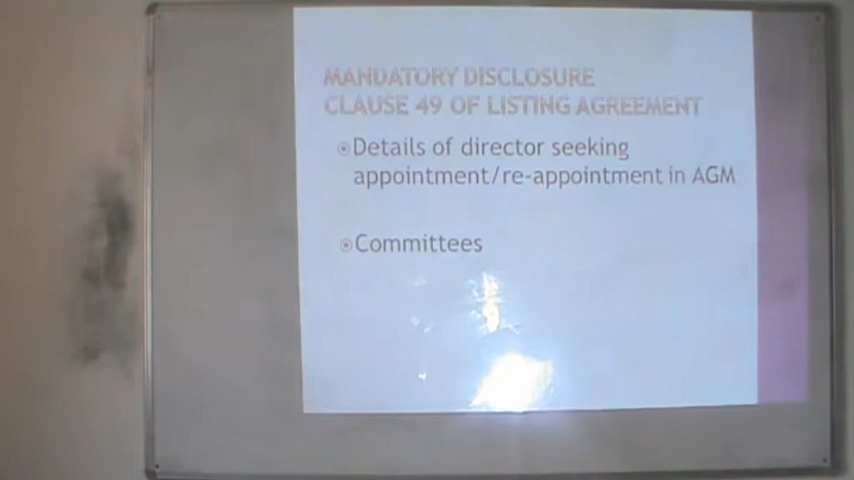 MANDATORY DISCLOSURE
CLAUSE 49 OF LISTING AGREEMENT
Details of director seeking
appointment/re-appointment in AGM
Committees